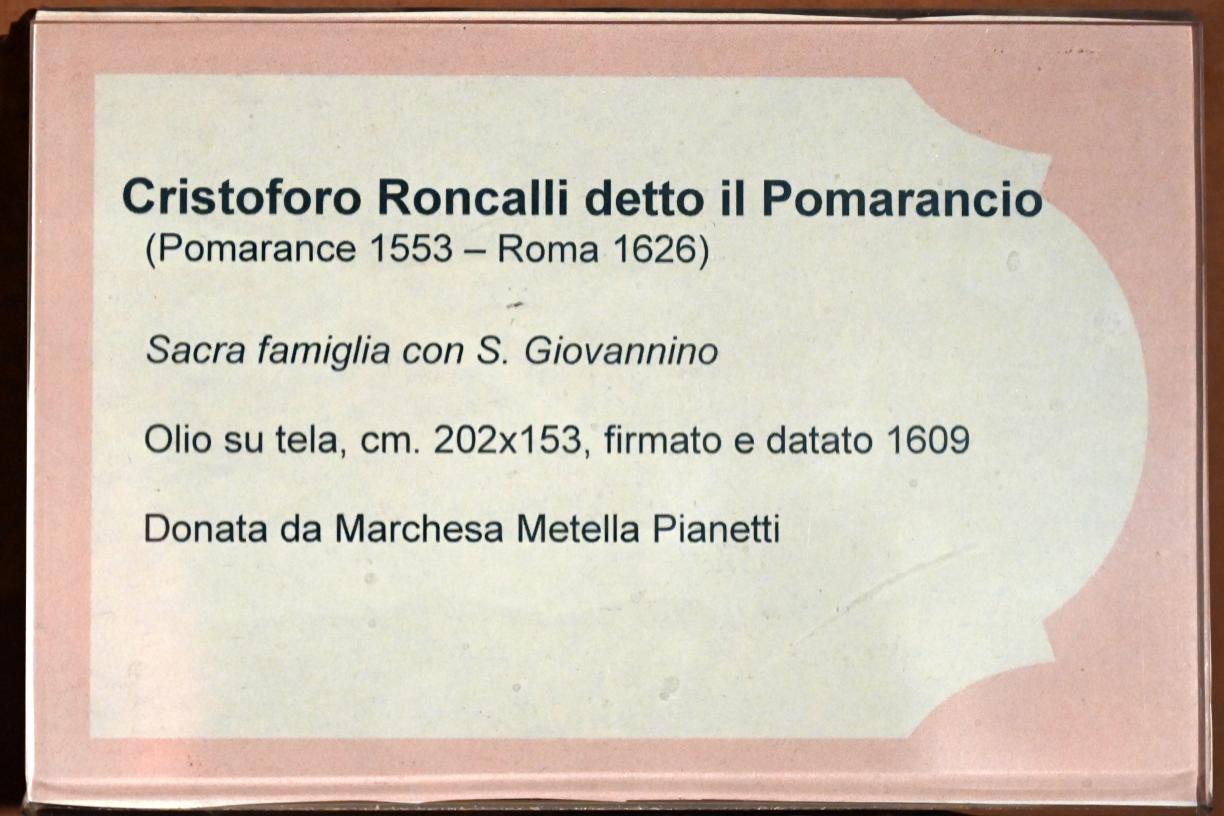 Cristoforo Roncalli detto il Pomarancio
(Pomarance 1553 – Roma 1626)
Sacra famiglia con S. Giovannino
Olio su tela, cm. 202x153, firmato e datato 1609
Donata da Marchesa Metella Pianetti